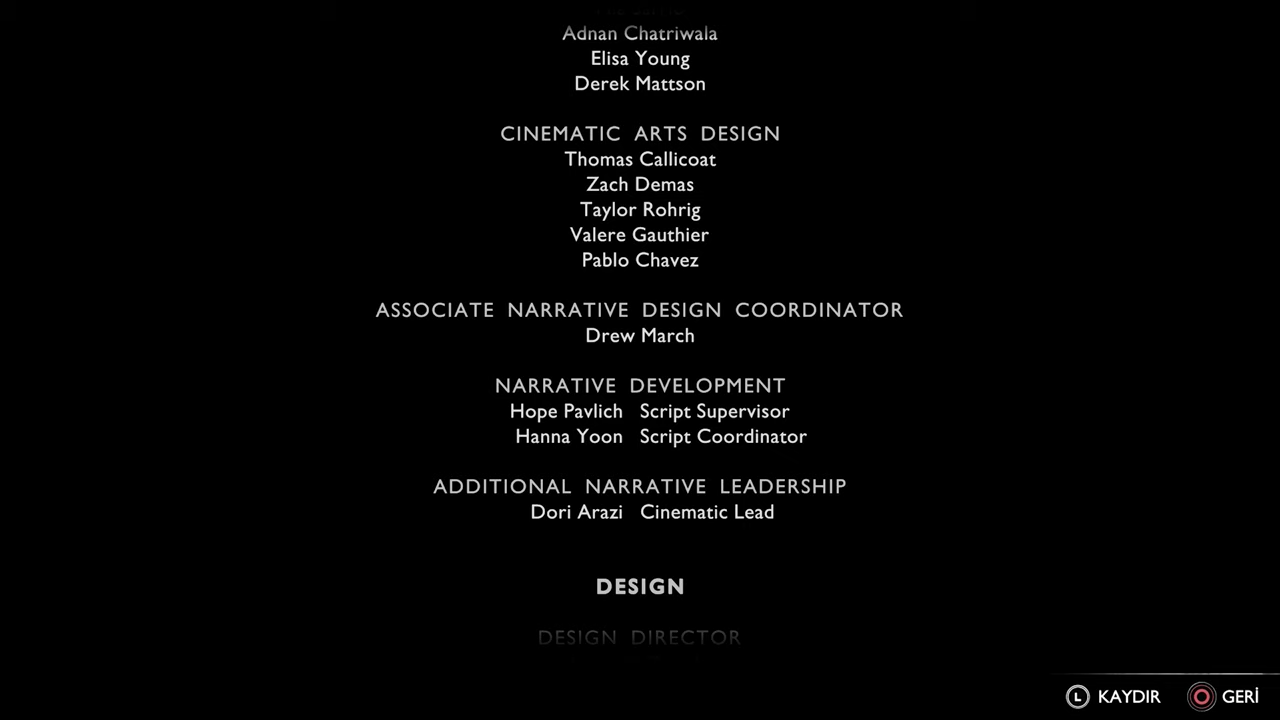 Adnan Chatriwala
Elisa Young
Derek Mattson
CINEMATIC ARTS DESIGN
Thomas Callicoat
Zach Demas
Taylor Rohrig
Valere Gauthier
Pablo Chavez
ASSOCIATE NARRATIVE DESIGN COORDINATOR
Drew March
NARRATIVE DEVELOPMENT
Hope Pavlich Script Supervisor
Hanna Yoon Script Coordinator
ADDITIONAL NARRATIVE LEADERSHIP
Dori Arazi Cinematic Lead
DESIGN
DESIGN DIRECTOR
L KAYDIR GERİ